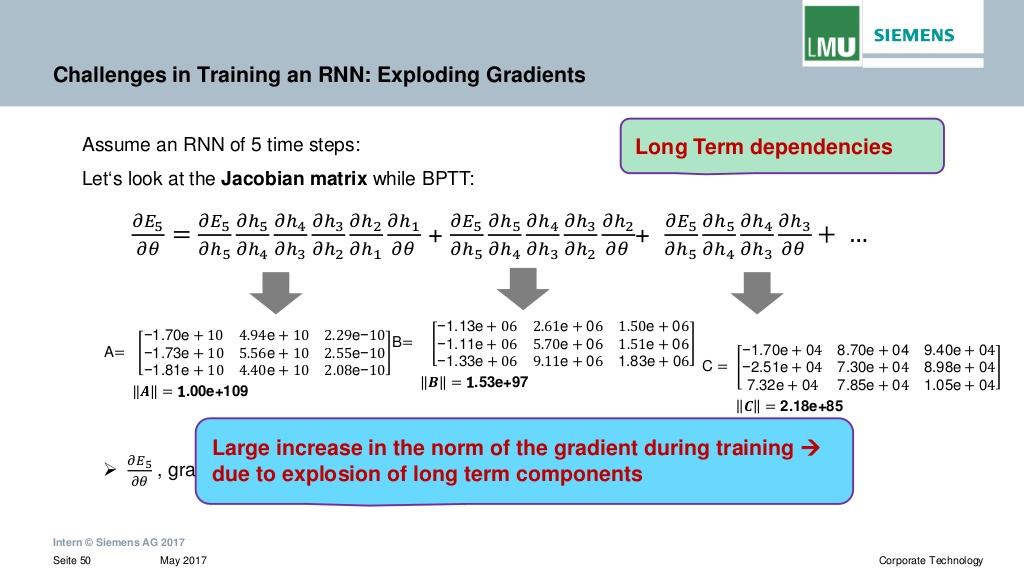 LMU
SIEMENS
Challenges in Training an RNN: Exploding Gradients
Assume an RNN of 5 time steps:
Long Term dependencies
Let‘s look at the Jacobian matrix while BPTT:
∂E₅/∂θ = ∂E₅/∂h₅ ∂h₅/∂h₄ ∂h₄/∂h₃ ∂h₃/∂h₂ ∂h₂/∂h₁ ∂h₁/∂θ + ∂E₅/∂h₅ ∂h₅/∂h₄ ∂h₄/∂h₃ ∂h₃/∂h₂ ∂h₂/∂θ + ∂E₅/∂h₅ ∂h₅/∂h₄ ∂h₄/∂h₃ ∂h₃/∂θ + ...
A=
−1.70e + 10 4.94e + 10 2.29e−10
−1.73e + 10 5.56e + 10 2.55e−10
−1.81e + 10 4.40e + 10 2.08e−10
‖A‖ = 1.00e+109
B=
−1.13e + 06 2.61e + 06 1.50e + 06
−1.11e + 06 5.70e + 06 1.51e + 06
−1.33e + 06 9.11e + 06 1.83e + 06
‖B‖ = 1.53e+97
C =
−1.70e + 04 8.70e + 04 9.40e + 04
−2.51e + 04 7.30e + 04 8.98e + 04
7.32e + 04 7.85e + 04 1.05e + 04
‖C‖ = 2.18e+85
➢ ∂E₅/∂θ , gra
Large increase in the norm of the gradient during training →
due to explosion of long term components
Intern © Siemens AG 2017
Seite 50 May 2017 Corporate Technology